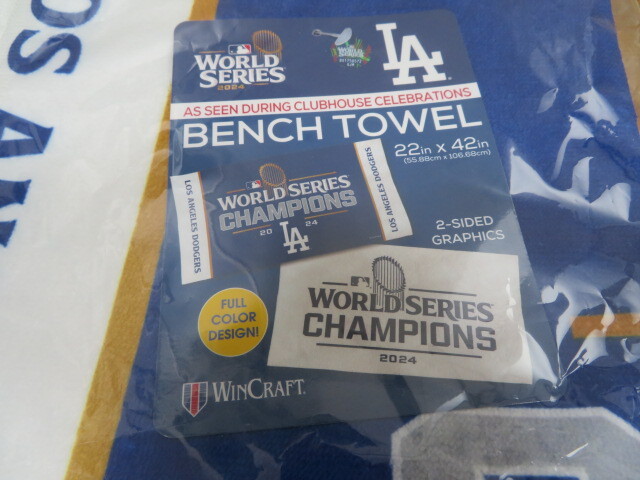 OS AN
WORLD
SERIES
2024
LA
AS SEEN DURING CLUBHOUSE CELEBRATIONS
BENCH TOWEL
22in X 42in
(55.88cm x 106.68cm)
LOS ANGELES DODGERS
WORLD SERIES
CHAMPIONS
20 24
LA
LOS ANGELES DODGERS
2-SIDED
GRAPHICS
FULL
COLOR
DESIGN!
WORLD SERIES
CHAMPIONS
2024
WINCRAFT